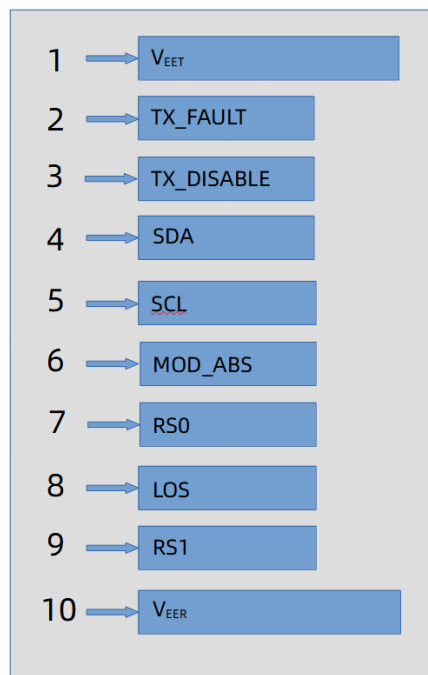 1 VEET
2 TX_FAULT
3 TX_DISABLE
4 SDA
5 SCL
6 MOD_ABS
7 RS0
8 LOS
9 RS1
10 VEER